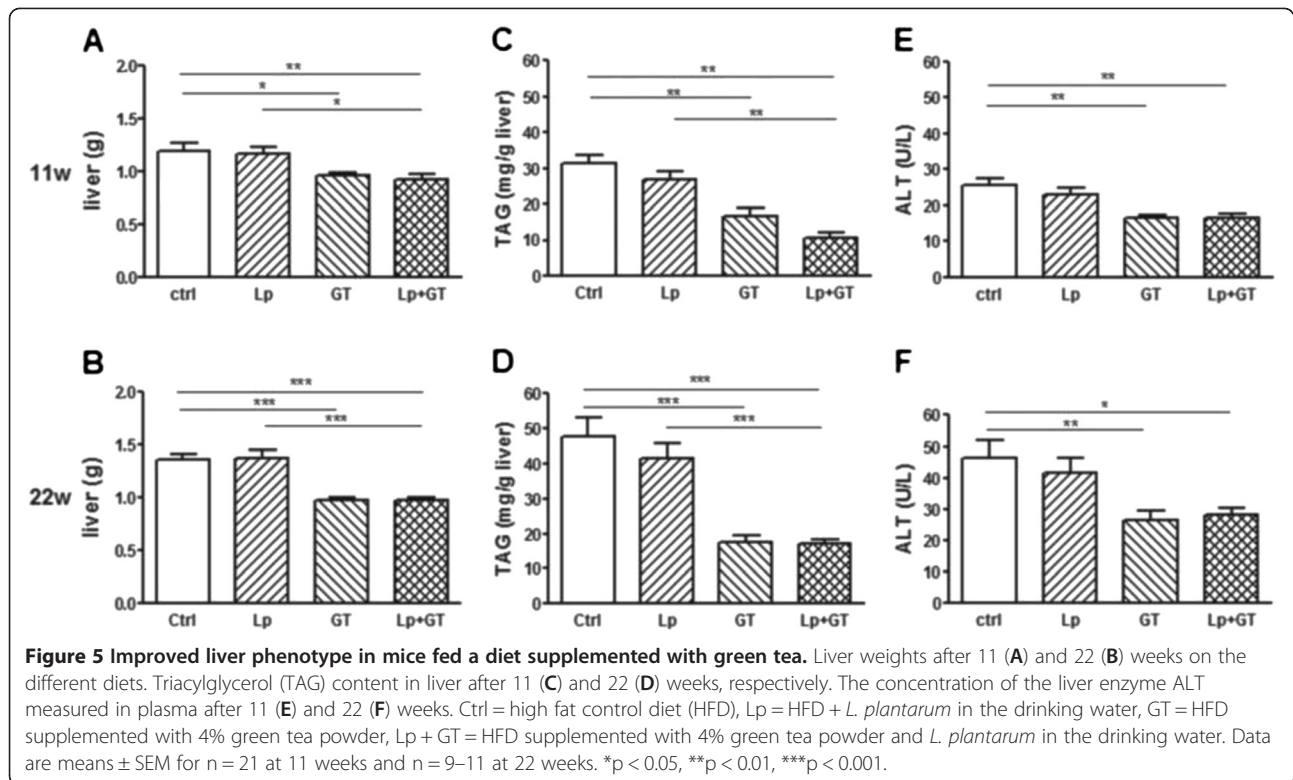 A
liver (g)
2.0
1.5
1.0
0.5
0.0
**
*
*
ctrl Lp GT Lp+GT
11w
C
TAG (mg/g liver)
60
50
40
30
20
10
0
**
**
**
Ctrl Lp GT Lp+GT
E
ALT (U/L)
60
50
40
30
20
10
0
**
**
Ctrl Lp GT Lp+GT
B
liver (g)
2.0
1.5
1.0
0.5
0.0
***
***
***
Ctrl Lp GT Lp+GT
22w
D
TAG (mg/g liver)
60
50
40
30
20
10
0
***
***
***
Ctrl Lp GT Lp+GT
F
ALT (U/L)
60
50
40
30
20
10
0
*
**
Ctrl Lp GT Lp+GT
Figure 5 Improved liver phenotype in mice fed a diet supplemented with green tea. Liver weights after 11 (A) and 22 (B) weeks on the
different diets. Triacylglycerol (TAG) content in liver after 11 (C) and 22 (D) weeks, respectively. The concentration of the liver enzyme ALT
measured in plasma after 11 (E) and 22 (F) weeks. Ctrl = high fat control diet (HFD), Lp = HFD + L. plantarum in the drinking water, GT = HFD
supplemented with 4% green tea powder, Lp + GT = HFD supplemented with 4% green tea powder and L. plantarum in the drinking water. Data
are means ± SEM for n = 21 at 11 weeks and n = 9–11 at 22 weeks. *p < 0.05, **p < 0.01, ***p < 0.001.